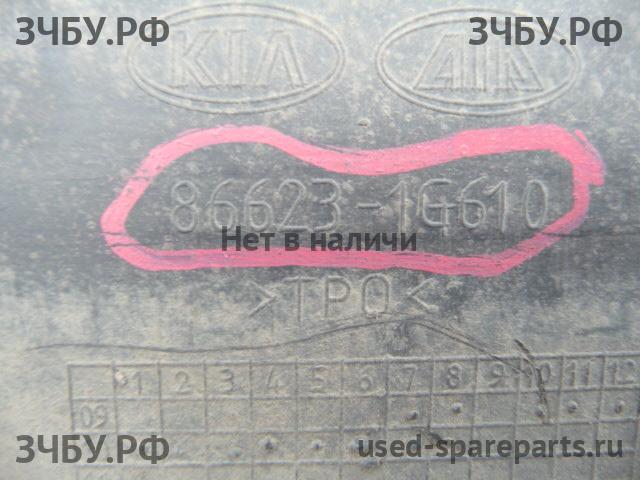 ЗЧБУ.РФ ЗЧБУ.РФ
KIA
86623-1G610
Нет в наличи
>TPO<
1 2 3 4 5 6 7 8 9 10 11 12
09
ЗЧБУ.РФ used-spareparts.ru